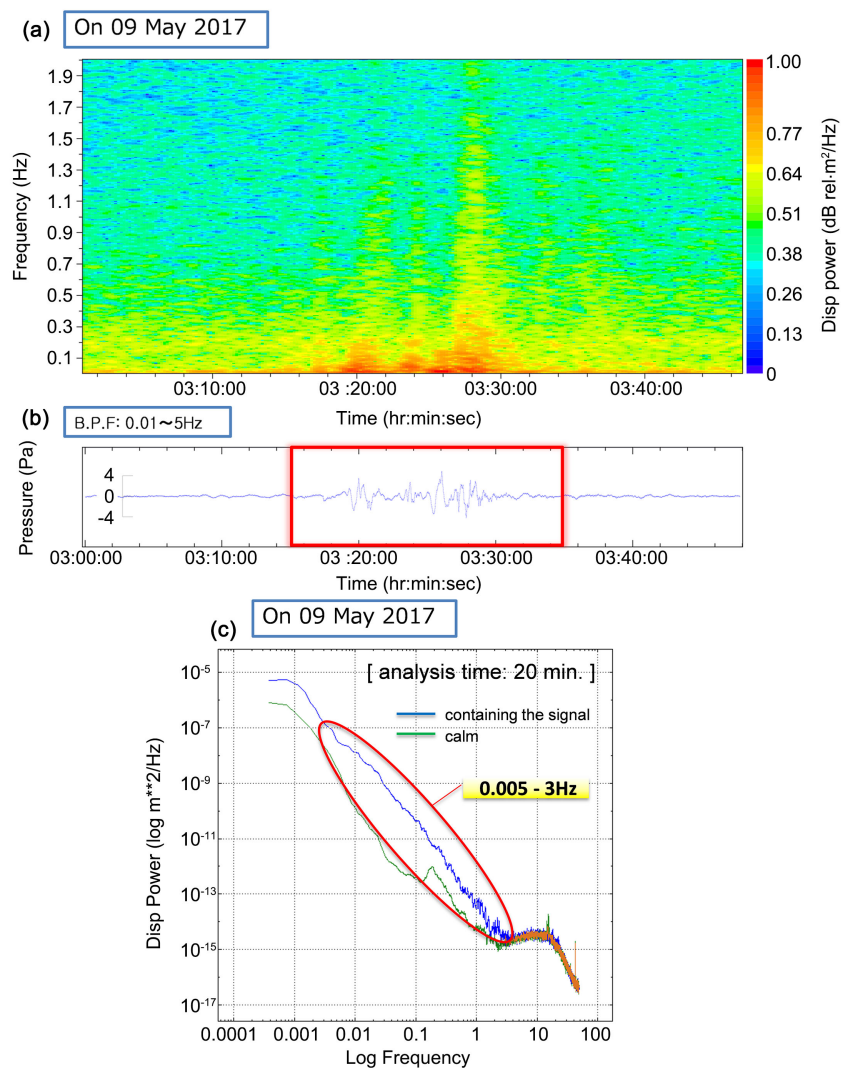 (a)
On 09 May 2017
Frequency (Hz)
1.9
1.7
1.5
1.3
1.1
0.9
0.7
0.5
0.3
0.1
1.00
0.77
0.64
0.51
0.38
0.26
0.13
0
Disp power (dB rel·m²/Hz)
03:10:00 03 :20:00 03:30:00 03:40:00
Time (hr:min:sec)
(b)
B.P.F: 0.01～5Hz
Pressure (Pa)
4
0
-4
03:00:00 03:10:00 03 :20:00 03:30:00 03:40:00
Time (hr:min:sec)
On 09 May 2017
(c)
[ analysis time: 20 min. ]
containing the signal
calm
0.005 - 3Hz
Disp Power (log m**2/Hz)
10-5
10-7
10-9
10-11
10-13
10-15
10-17
0.0001 0.001 0.01 0.1 1 10 100
Log Frequency